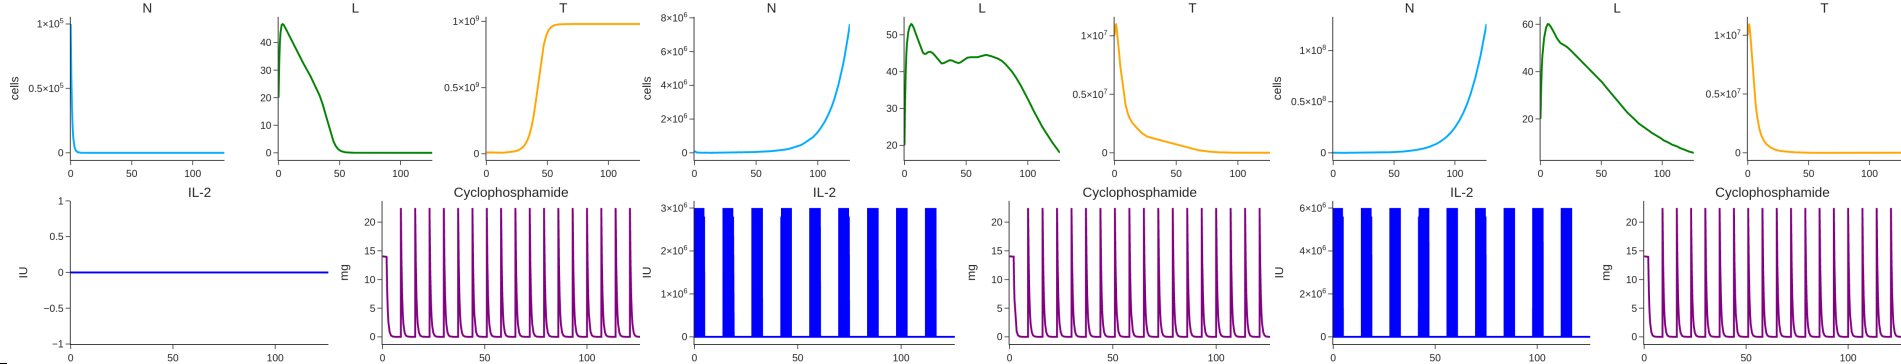 N L T N L T N L T
1×10⁵ 0.5×10⁵ 0 cells 0 50 100
40 30 20 10 0 0 50 100
1×10⁹ 0.5×10⁹ 0 0 50 100
8×10⁶ 6×10⁶ 4×10⁶ 2×10⁶ 0 cells 0 50 100
50 40 30 20 0 50 100
1×10⁷ 0.5×10⁷ 0 0 50 100
1×10⁸ 0.5×10⁸ 0 cells 0 50 100
60 40 20 0 50 100
1×10⁷ 0.5×10⁷ 0 0 50 100
IL-2 Cyclophosphamide IL-2 Cyclophosphamide IL-2 Cyclophosphamide
1 0.5 0 −0.5 −1 IU 0 50 100
20 15 10 5 0 mg 0 50 100
3×10⁶ 2×10⁶ 1×10⁶ 0 IU 0 50 100
20 15 10 5 0 mg 0 50 100
6×10⁶ 4×10⁶ 2×10⁶ 0 IU 0 50 100
20 15 10 5 0 mg 0 50 100